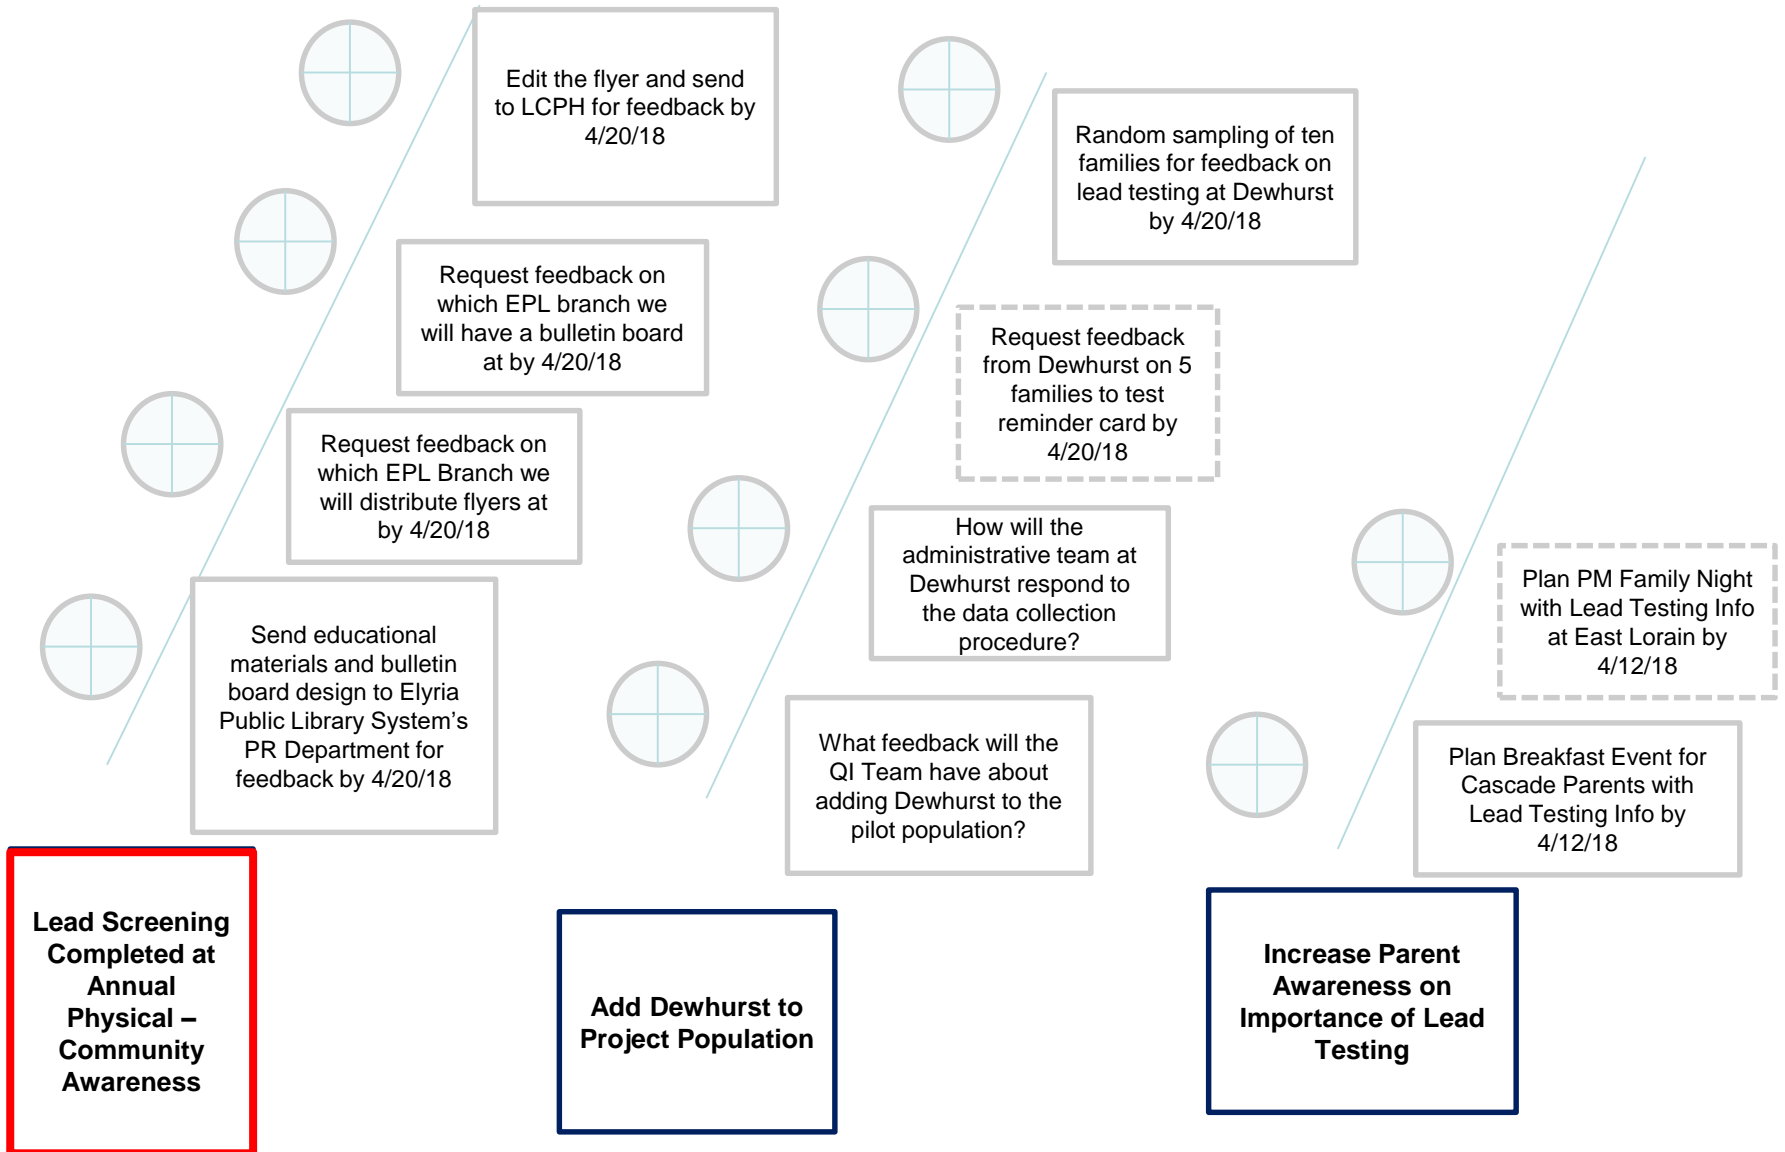 Edit the flyer and send
to LCPH for feedback by
4/20/18
Request feedback on
which EPL branch we
will have a bulletin board
at by 4/20/18
Request feedback on
which EPL Branch we
will distribute flyers at
by 4/20/18
Send educational
materials and bulletin
board design to Elyria
Public Library System’s
PR Department for
feedback by 4/20/18
Lead Screening
Completed at
Annual
Physical –
Community
Awareness
Random sampling of ten
families for feedback on
lead testing at Dewhurst
by 4/20/18
Request feedback
from Dewhurst on 5
families to test
reminder card by
4/20/18
How will the
administrative team at
Dewhurst respond to
the data collection
procedure?
What feedback will the
QI Team have about
adding Dewhurst to the
pilot population?
Add Dewhurst to
Project Population
Plan PM Family Night
with Lead Testing Info
at East Lorain by
4/12/18
Plan Breakfast Event for
Cascade Parents with
Lead Testing Info by
4/12/18
Increase Parent
Awareness on
Importance of Lead
Testing